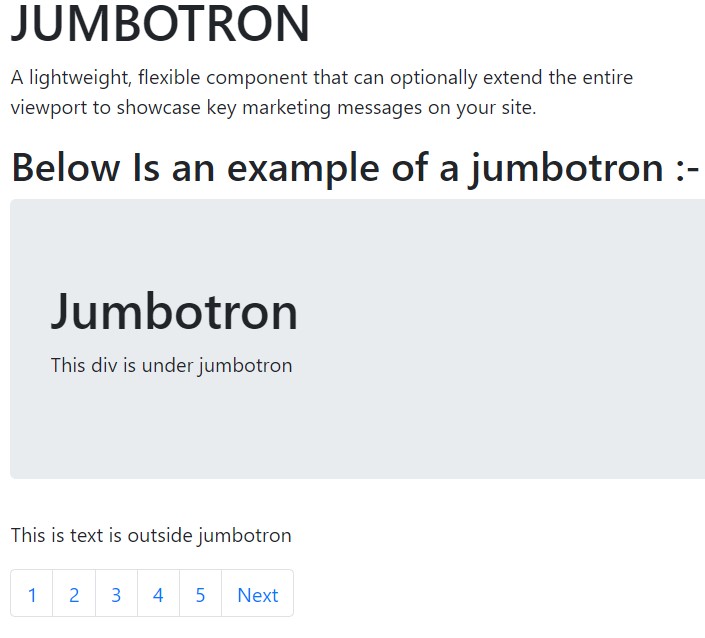 JUMBOTRON
A lightweight, flexible component that can optionally extend the entire
viewport to showcase key marketing messages on your site.
Below Is an example of a jumbotron :-
Jumbotron
This div is under jumbotron
This is text is outside jumbotron
1 2 3 4 5 Next